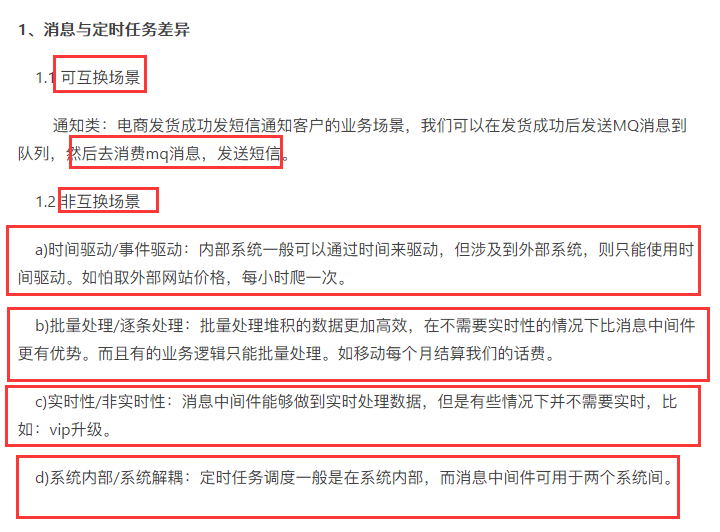 1、消息与定时任务差异
1.1 可互换场景
通知类：电商发货成功发短信通知客户的业务场景，我们可以在发货成功后发送MQ消息到
队列，然后去消费mq消息，发送短信。
1.2 非互换场景
a)时间驱动/事件驱动：内部系统一般可以通过时间来驱动，但涉及到外部系统，则只能使用时
间驱动。如怕取外部网站价格，每小时爬一次。
b)批量处理/逐条处理：批量处理堆积的数据更加高效，在不需要实时性的情况下比消息中间件
更有优势。而且有的业务逻辑只能批量处理。如移动每个月结算我们的话费。
c)实时性/非实时性：消息中间件能够做到实时处理数据，但是有些情况下并不需要实时，比
如：vip升级。
d)系统内部/系统解耦：定时任务调度一般是在系统内部，而消息中间件可用于两个系统间。